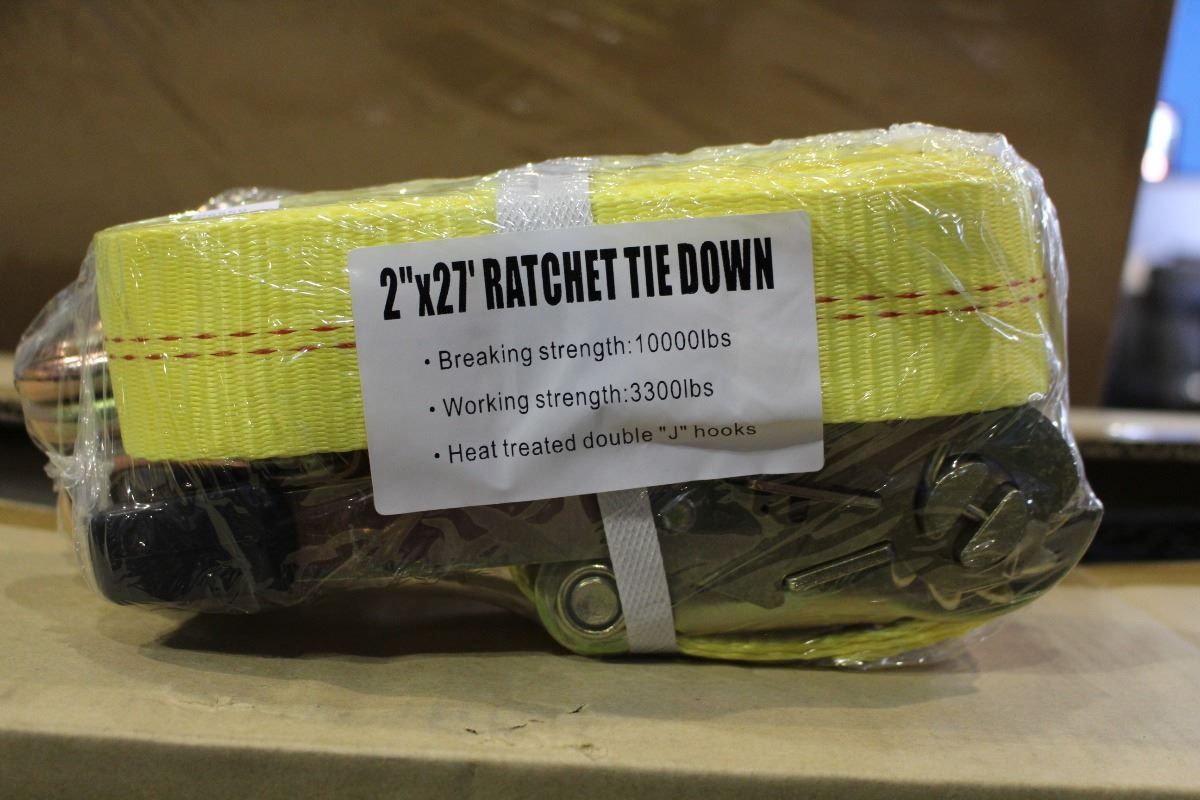 2"x27' RATCHET TIE DOWN
• Breaking strength:10000lbs
• Working strength:3300lbs
• Heat treated double "J" hooks